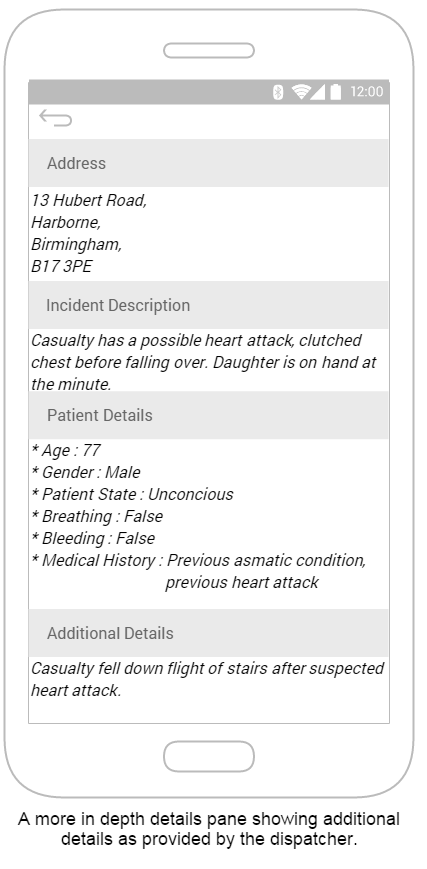 12:00
Address
13 Hubert Road,
Harborne,
Birmingham,
B17 3PE
Incident Description
Casualty has a possible heart attack, clutched
chest before falling over. Daughter is on hand at
the minute.
Patient Details
* Age : 77
* Gender : Male
* Patient State : Unconcious
* Breathing : False
* Bleeding : False
* Medical History : Previous asmatic condition,
previous heart attack
Additional Details
Casualty fell down flight of stairs after suspected
heart attack.
A more in depth details pane showing additional
details as provided by the dispatcher.